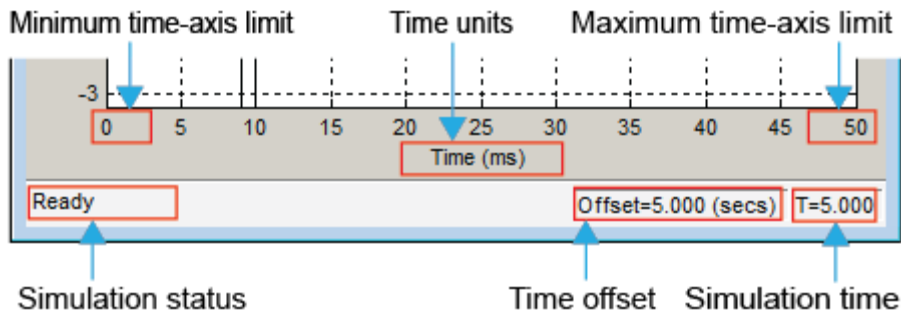 Minimum time-axis limit Time units Maximum time-axis limit
-3
0 5 10 15 20 25 30 35 40 45 50
Time (ms)
Ready Offset=5.000 (secs) T=5.000
Simulation status Time offset Simulation time